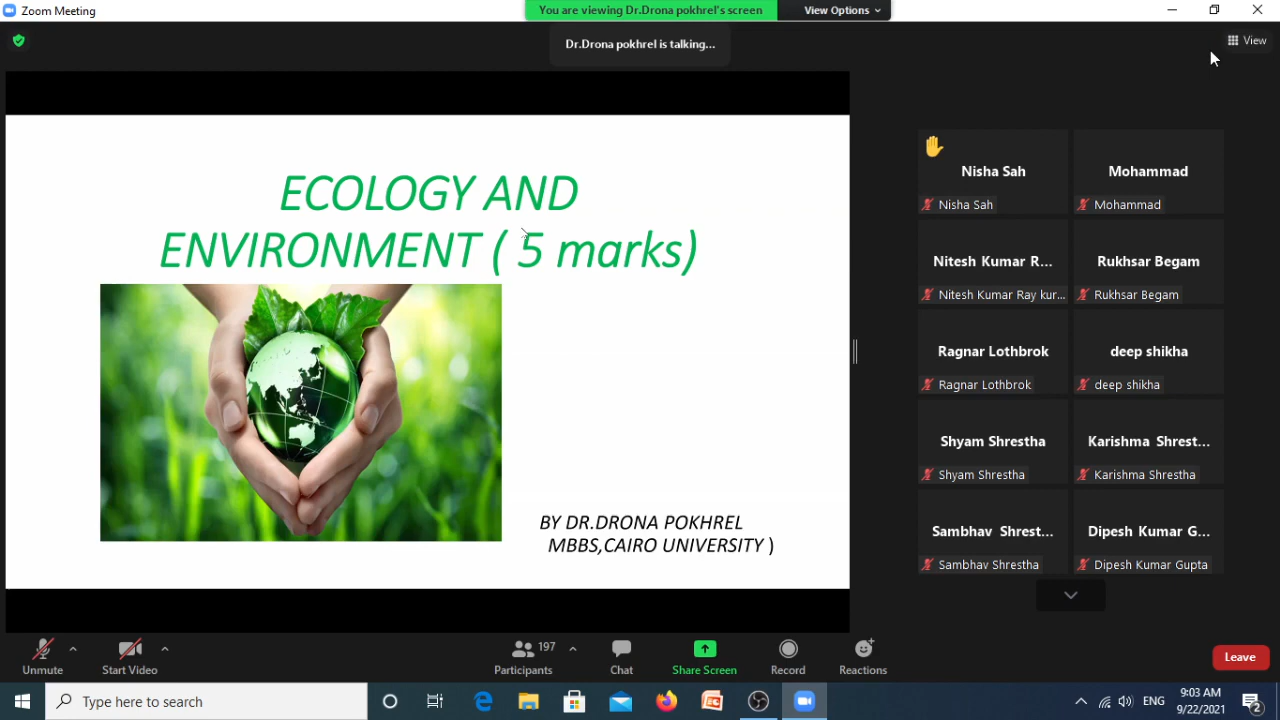 Zoom Meeting
You are viewing Dr.Drona pokhrel's screen
View Options
Dr.Drona pokhrel is talking...
View
ECOLOGY AND
ENVIRONMENT ( 5 marks)
BY DR.DRONA POKHREL
MBBS,CAIRO UNIVERSITY )
Nisha Sah
Nisha Sah
Mohammad
Mohammad
Nitesh Kumar R...
Nitesh Kumar Ray kur...
Rukhsar Begam
Rukhsar Begam
Ragnar Lothbrok
Ragnar Lothbrok
deep shikha
deep shikha
Shyam Shrestha
Shyam Shrestha
Karishma Shrest...
Karishma Shrestha
Sambhav Shrest...
Sambhav Shrestha
Dipesh Kumar G...
Dipesh Kumar Gupta
Unmute
Start Video
197
Participants
Chat
Share Screen
Record
Reactions
Leave
Type here to search
ENG
9:03 AM
9/22/2021
2